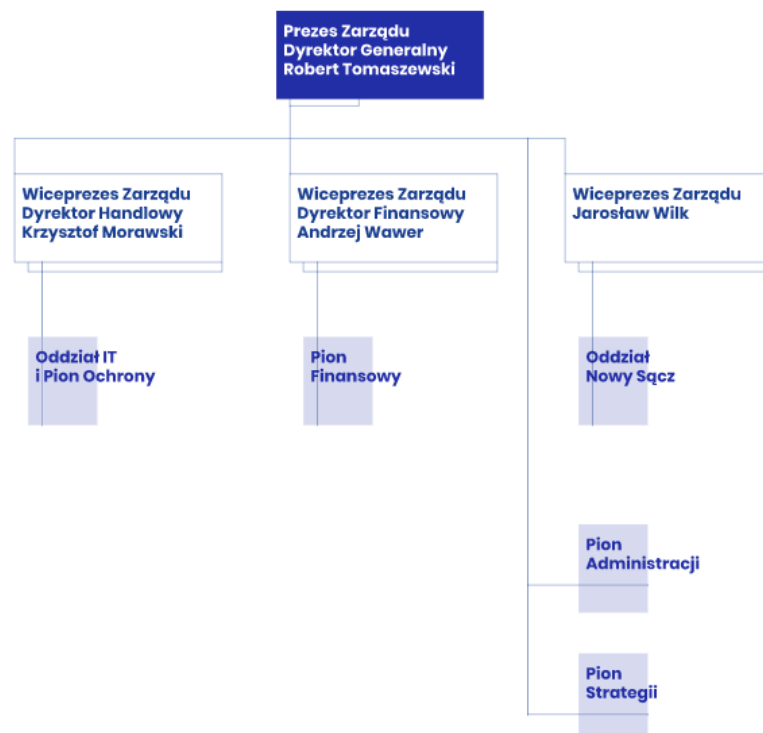 Prezes Zarządu
Dyrektor Generalny
Robert Tomaszewski
Wiceprezes Zarządu
Dyrektor Handlowy
Krzysztof Morawski
Wiceprezes Zarządu
Dyrektor Finansowy
Andrzej Wawer
Wiceprezes Zarządu
Jarosław Wilk
Oddział IT
i Pion Ochrony
Pion
Finansowy
Oddział
Nowy Sącz
Pion
Administracji
Pion
Strategii